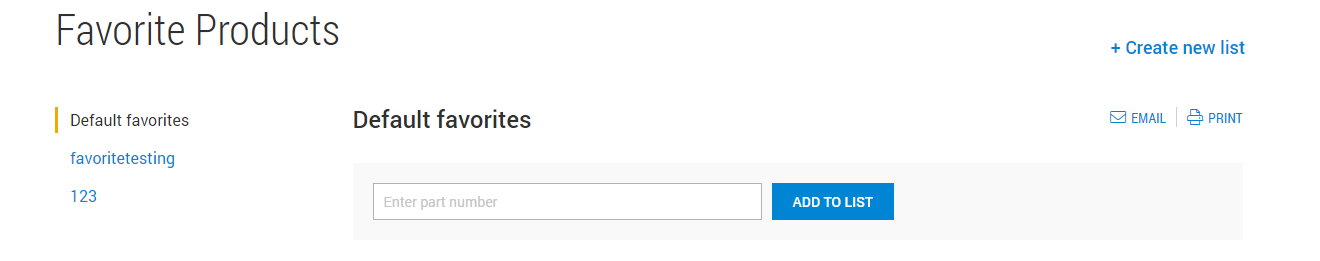 Favorite Products
+ Create new list
Default favorites
favoritetesting
123
Default favorites
EMAIL
PRINT
Enter part number
ADD TO LIST